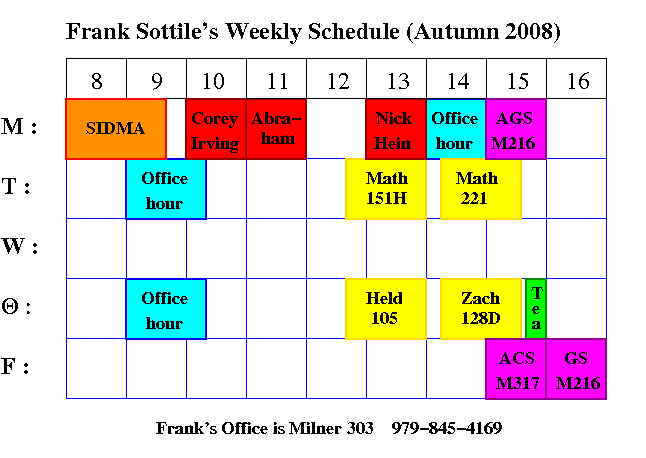 Frank Sottile's Weekly Schedule (Autumn 2008)
8 9 10 11 12 13 14 15 16
M :
SIDMA
Corey
Irving
Abra-
ham
Nick
Hein
Office
hour
AGS
M216
T :
Office
hour
Math
151H
Math
221
W :
Θ :
Office
hour
Held
105
Zach
128D
T
e
a
F :
ACS
M317
GS
M216
Frank's Office is Milner 303 979-845-4169